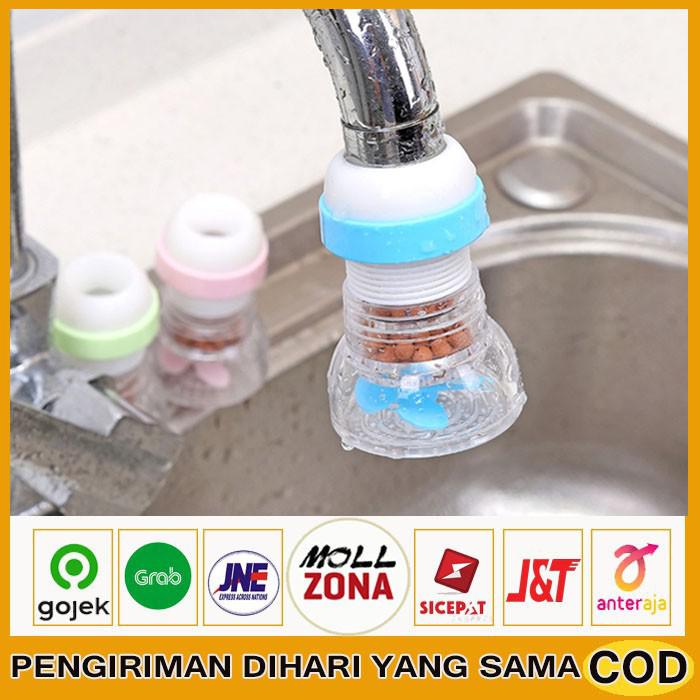 gojek
Grab
JNE
EXPRESS ACROSS NATIONS
MOLL
ZONA
SICEPAT
J&T
anteraja
PENGIRIMAN DIHARI YANG SAMA COD